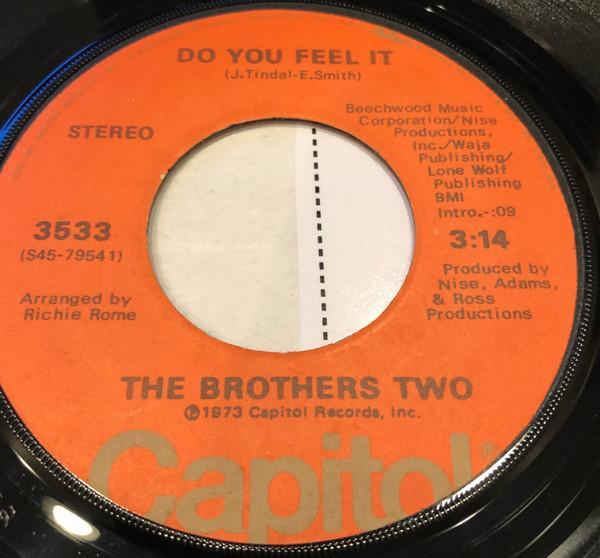 DO YOU FEEL IT
(J.Tindal-E.Smith)
STEREO
Beechwood Music
Corporation/Nise
Productions,
Inc./Waja
Publishing/
Lone Wolf
Publishing
BMI
Intro.-:09
3533
(S45-79541)
3:14
Arranged by
Richie Rome
Produced by
Nise, Adams,
& Ross
Productions
THE BROTHERS TWO
Ⓟ1973 Capitol Records, Inc.
Capitol